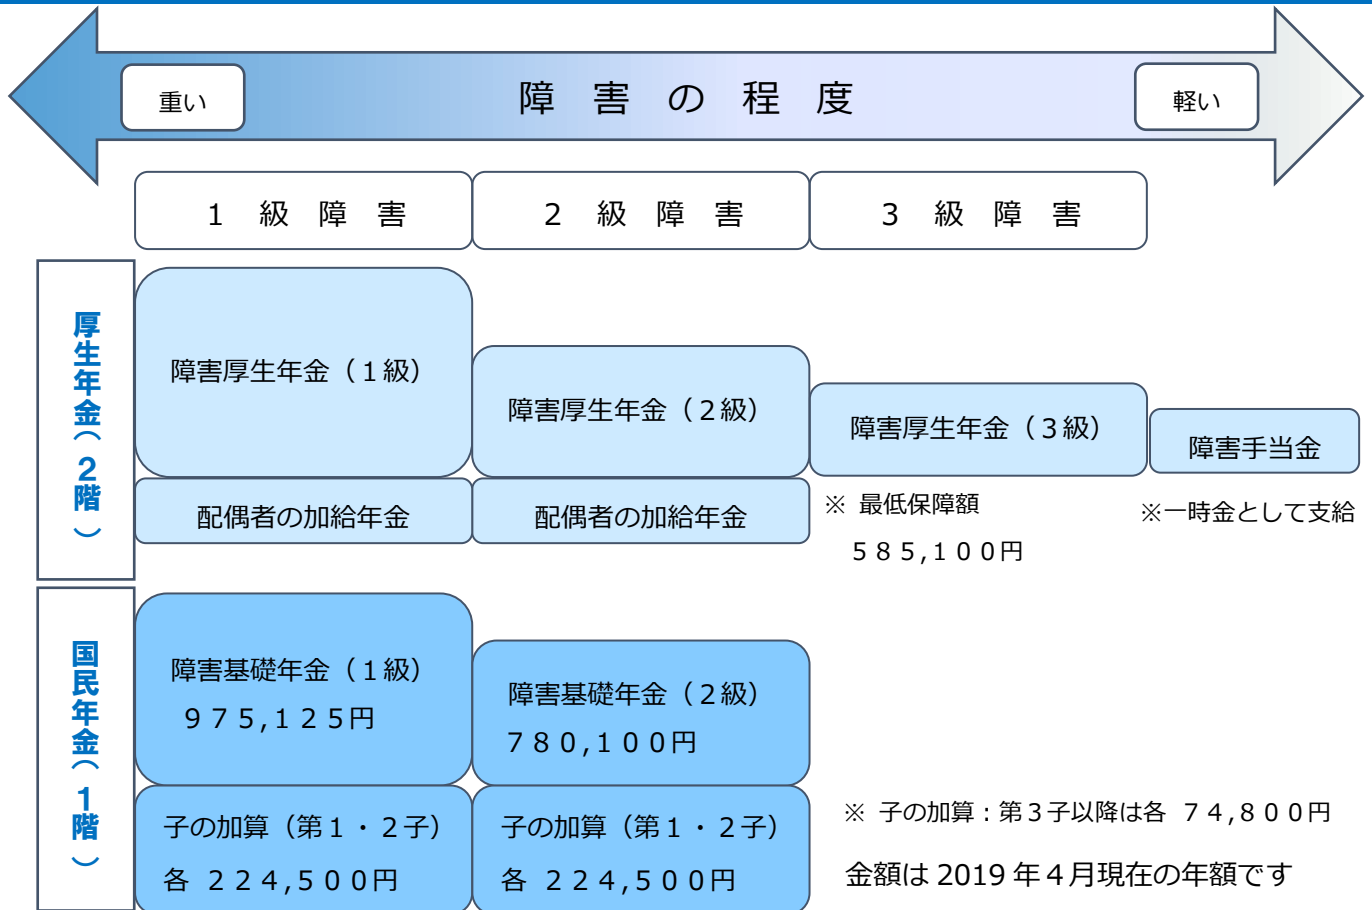 障害の程度
重い
軽い
１級障害
２級障害
３級障害
厚生年金（２階）
障害厚生年金（１級）
障害厚生年金（２級）
障害厚生年金（３級）
障害手当金
配偶者の加給年金
配偶者の加給年金
※ 最低保障額
５８５,１００円
※一時金として支給
国民年金（１階）
障害基礎年金（１級）
９７５,１２５円
障害基礎年金（２級）
７８０,１００円
子の加算（第１・２子）
各 ２２４,５００円
子の加算（第１・２子）
各 ２２４,５００円
※ 子の加算：第３子以降は各 ７４,８００円
金額は 2019 年４月現在の年額です